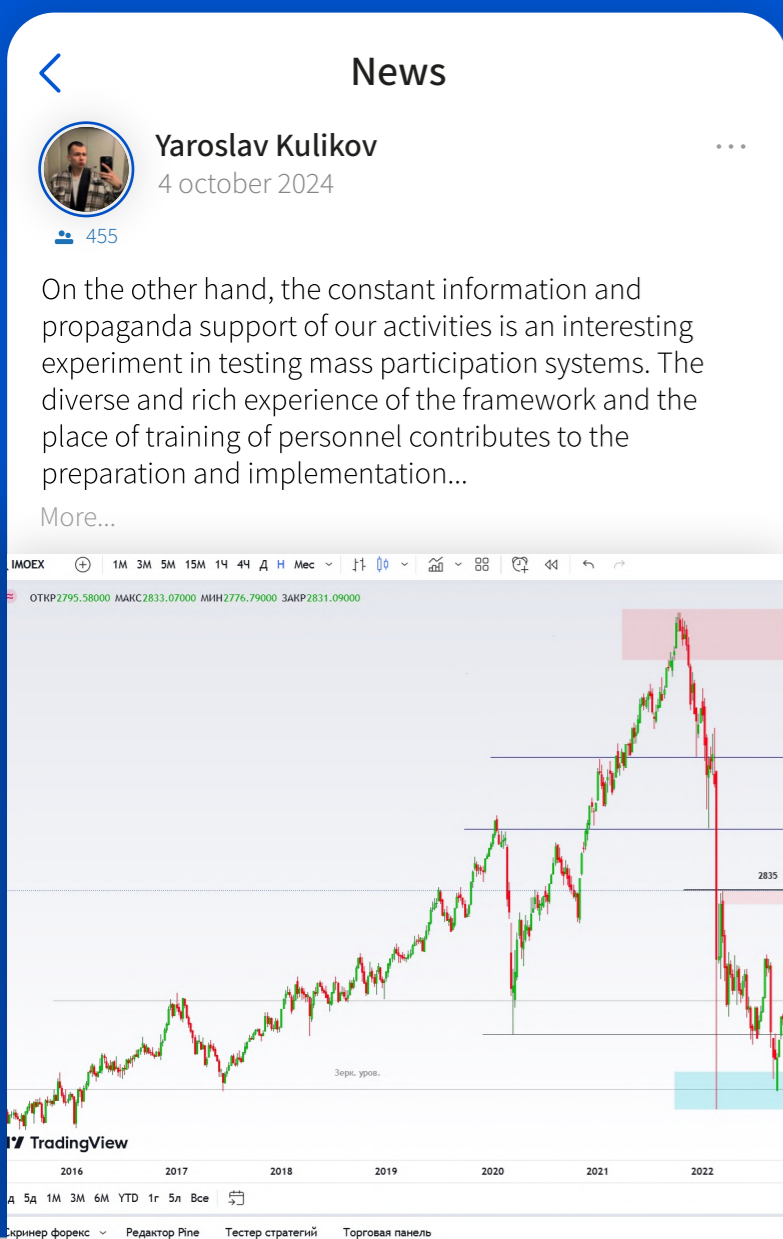 News
Yaroslav Kulikov
4 october 2024
455
On the other hand, the constant information and
propaganda support of our activities is an interesting
experiment in testing mass participation systems. The
diverse and rich experience of the framework and the
place of training of personnel contributes to the
preparation and implementation...
More...
IMOEX 1М 3М 5М 15М 1Ч 4Ч Д Н Мес
ОТКР2795.58000 МАКС2833.07000 МИН2776.79000 ЗАКР2831.09000
2835
Зерк. уров.
TradingView
2016 2017 2018 2019 2020 2021 2022
д 5д 1М 3М 6М YTD 1г 5л Все
Скринер форекс Редактор Pine Тестер стратегий Торговая панель